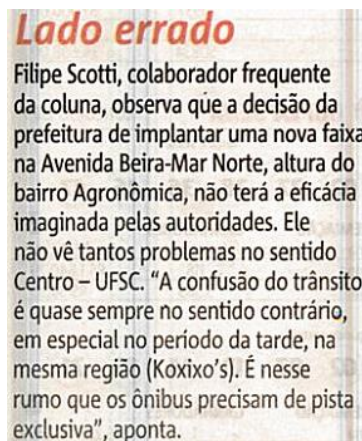 Lado errado
Filipe Scotti, colaborador frequente
da coluna, observa que a decisão da
prefeitura de implantar uma nova faixa
na Avenida Beira-Mar Norte, altura do
bairro Agronômica, não terá a eficácia
imaginada pelas autoridades. Ele
não vê tantos problemas no sentido
Centro – UFSC. “A confusão do trânsito
é quase sempre no sentido contrário,
em especial no período da tarde, na
mesma região (Koxixo’s). É nesse
rumo que os ônibus precisam de pista
exclusiva”, aponta.